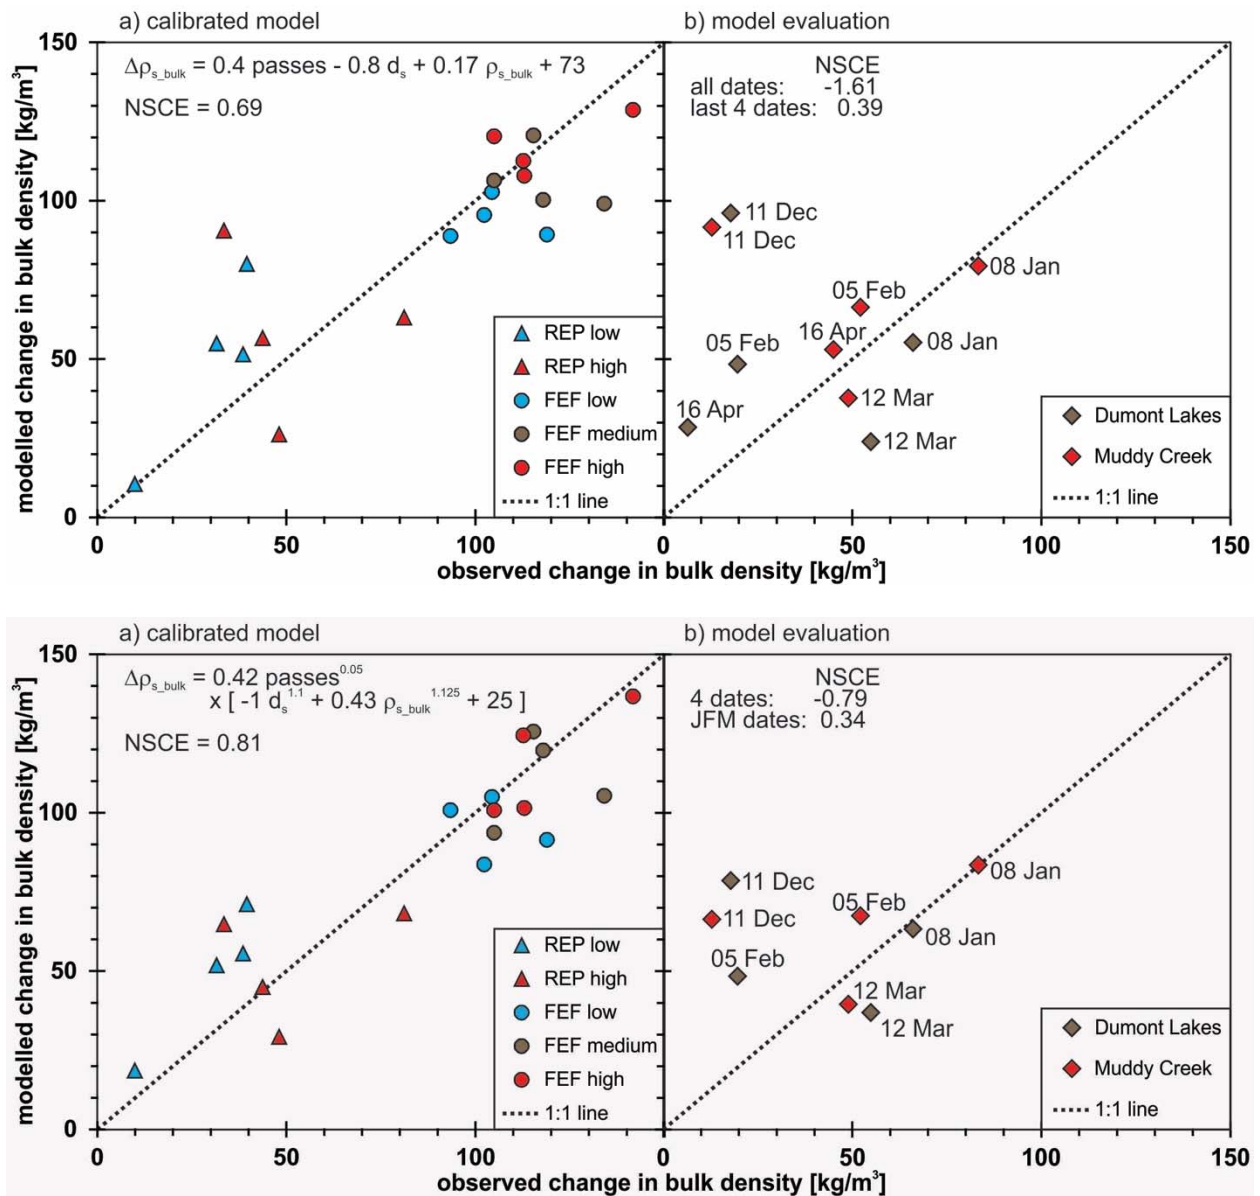 a) calibrated model
b) model evaluation
modelled change in bulk density [kg/m³]
150
100
50
0
Δρs_bulk = 0.4 passes - 0.8 ds + 0.17 ρs_bulk + 73
NSCE = 0.69
REP low
REP high
FEF low
FEF medium
FEF high
1:1 line
0
50
100
NSCE
all dates: -1.61
last 4 dates: 0.39
11 Dec
11 Dec
08 Jan
05 Feb
16 Apr
05 Feb
08 Jan
12 Mar
16 Apr
12 Mar
Dumont Lakes
Muddy Creek
1:1 line
0
50
100
150
observed change in bulk density [kg/m³]
a) calibrated model
b) model evaluation
modelled change in bulk density [kg/m³]
150
100
50
0
Δρs_bulk = 0.42 passes^0.05
x [ -1 ds^1.1 + 0.43 ρs_bulk^1.125 + 25 ]
NSCE = 0.81
REP low
REP high
FEF low
FEF medium
FEF high
1:1 line
0
50
100
NSCE
4 dates: -0.79
JFM dates: 0.34
11 Dec
08 Jan
11 Dec
05 Feb
08 Jan
05 Feb
12 Mar
12 Mar
Dumont Lakes
Muddy Creek
1:1 line
0
50
100
150
observed change in bulk density [kg/m³]